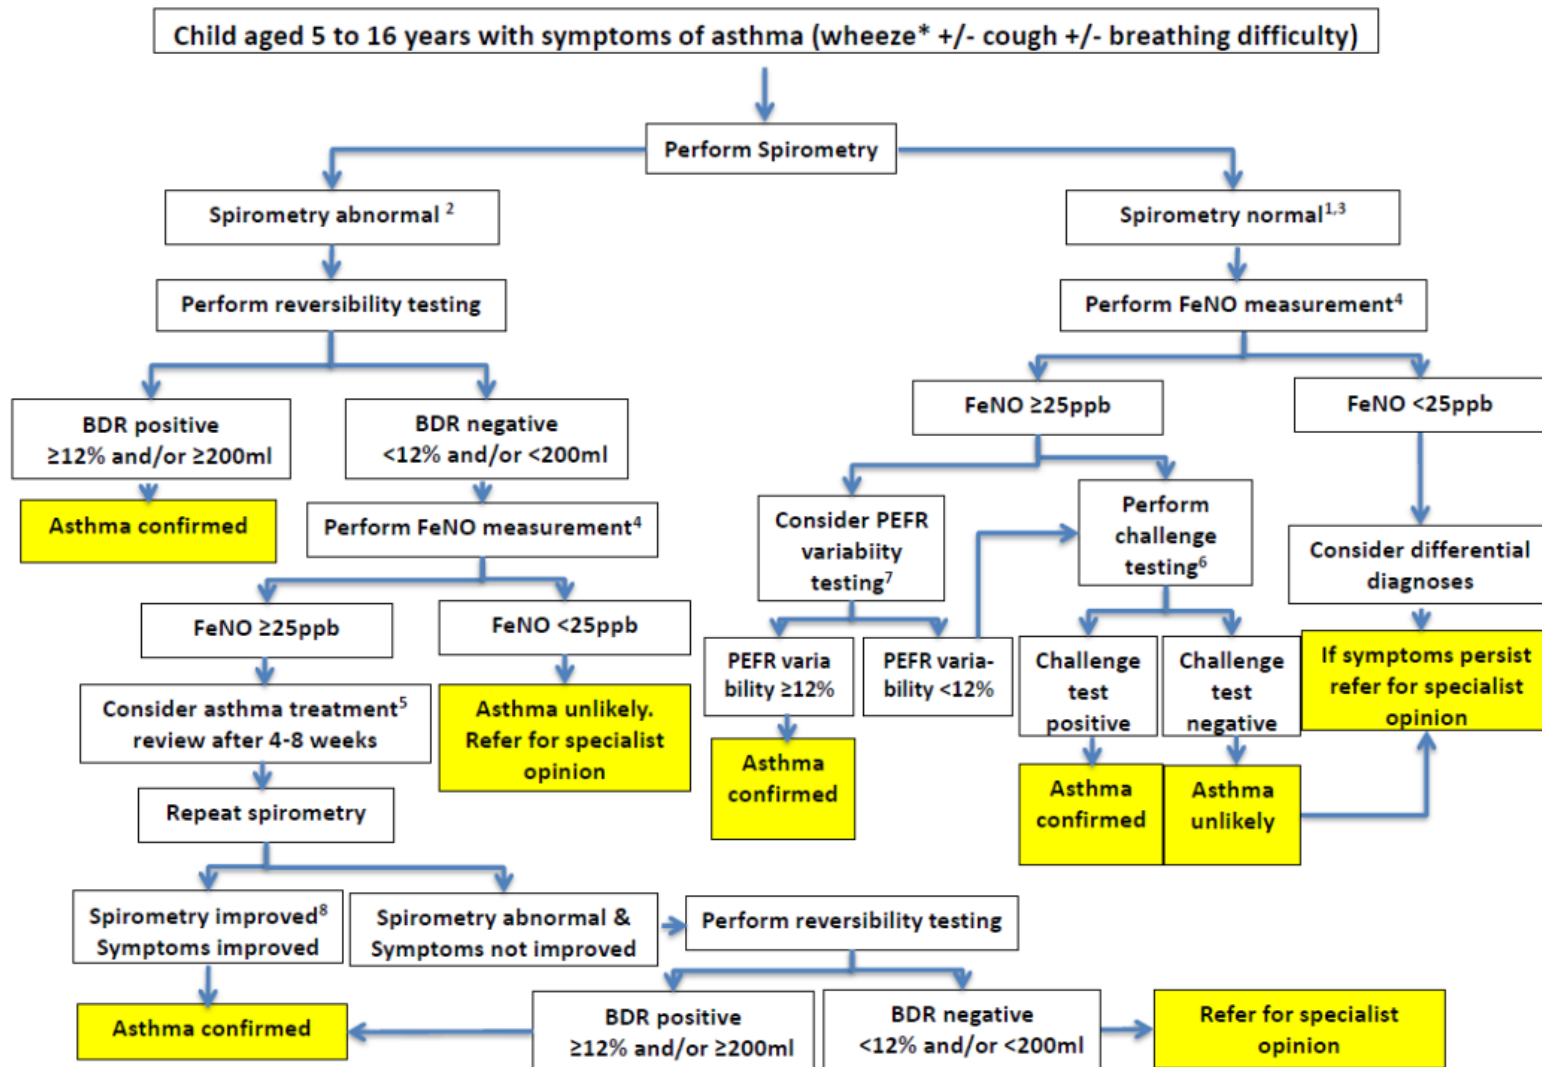 Child aged 5 to 16 years with symptoms of asthma (wheeze* +/- cough +/- breathing difficulty)
Perform Spirometry
Spirometry abnormal 2
Spirometry normal1,3
Perform reversibility testing
Perform FeNO measurement4
BDR positive
≥12% and/or ≥200ml
BDR negative
<12% and/or <200ml
FeNO ≥25ppb
FeNO <25ppb
Asthma confirmed
Perform FeNO measurement4
Consider PEFR
variabiity
testing7
Perform
challenge
testing6
Consider differential
diagnoses
FeNO ≥25ppb
FeNO <25ppb
PEFR varia
bility ≥12%
PEFR varia-
bility <12%
Challenge
test
positive
Challenge
test
negative
If symptoms persist
refer for specialist
opinion
Consider asthma treatment5
review after 4-8 weeks
Asthma unlikely.
Refer for specialist
opinion
Asthma
confirmed
Asthma
confirmed
Asthma
unlikely
Repeat spirometry
Spirometry improved8
Symptoms improved
Spirometry abnormal &
Symptoms not improved
Perform reversibility testing
Asthma confirmed
BDR positive
≥12% and/or ≥200ml
BDR negative
<12% and/or <200ml
Refer for specialist
opinion